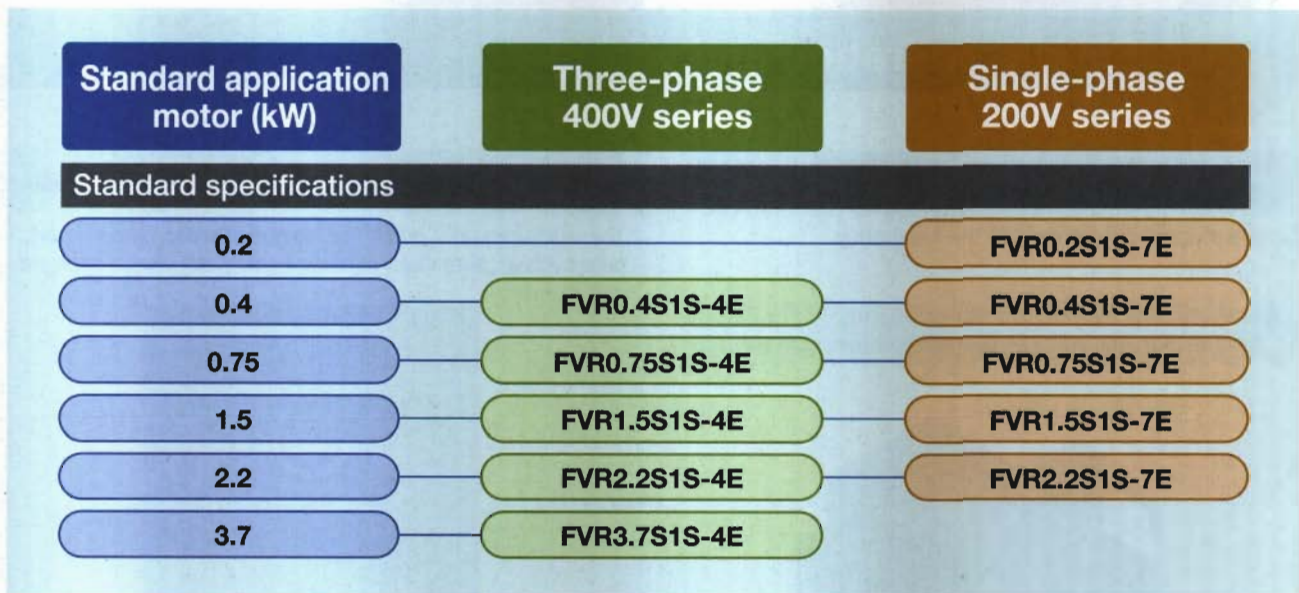 Standard application
motor (kW)
Three-phase
400V series
Single-phase
200V series
Standard specifications
0.2
FVR0.2S1S-7E
0.4
FVR0.4S1S-4E
FVR0.4S1S-7E
0.75
FVR0.75S1S-4E
FVR0.75S1S-7E
1.5
FVR1.5S1S-4E
FVR1.5S1S-7E
2.2
FVR2.2S1S-4E
FVR2.2S1S-7E
3.7
FVR3.7S1S-4E